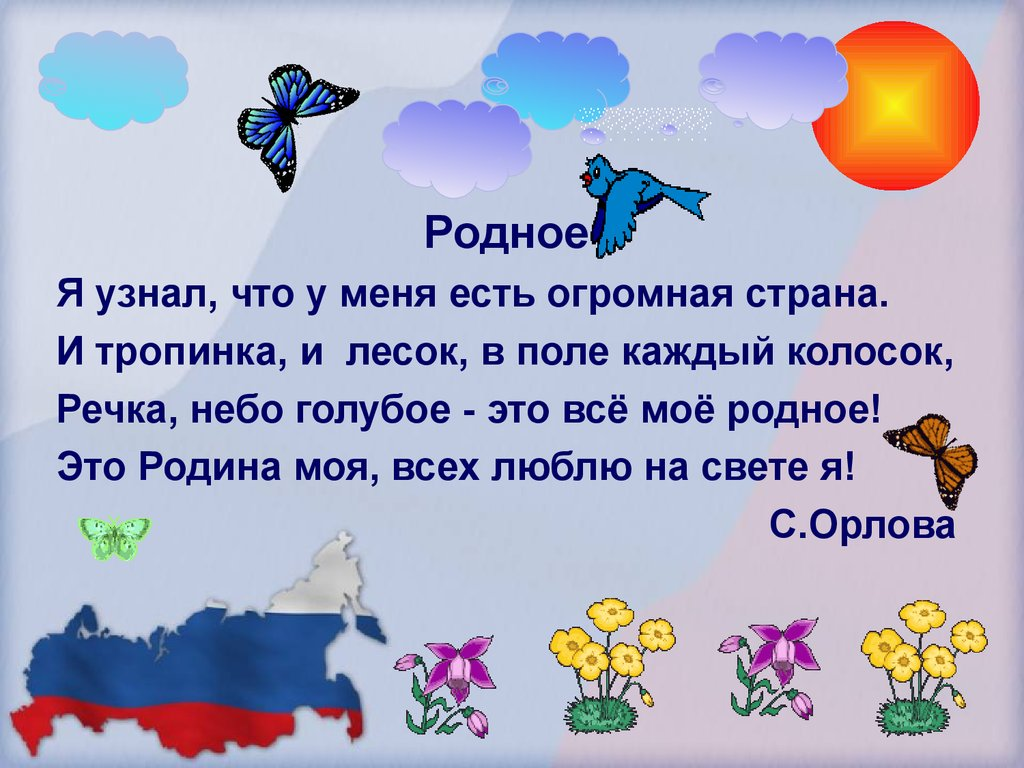 Родное
Я узнал, что у меня есть огромная страна.
И тропинка, и лесок, в поле каждый колосок,
Речка, небо голубое - это всё моё родное!
Это Родина моя, всех люблю на свете я!
С.Орлова